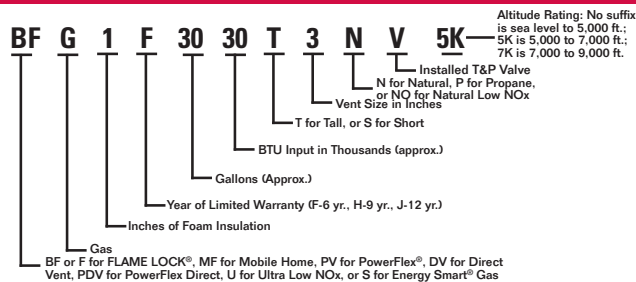 BF G 1 F 30 30 T 3 N V 5K
Altitude Rating: No suffix
is sea level to 5,000 ft.;
5K is 5,000 to 7,000 ft.;
7K is 7,000 to 9,000 ft.
Installed T&P Valve
N for Natural, P for Propane,
or NO for Natural Low NOx
Vent Size in Inches
T for Tall, or S for Short
BTU Input in Thousands (approx.)
Gallons (Approx.)
Year of Limited Warranty (F-6 yr., H-9 yr., J-12 yr.)
Inches of Foam Insulation
Gas
BF or F for FLAME LOCK®, MF for Mobile Home, PV for PowerFlex®, DV for Direct
Vent, PDV for PowerFlex Direct, U for Ultra Low NOx, or S for Energy Smart® Gas